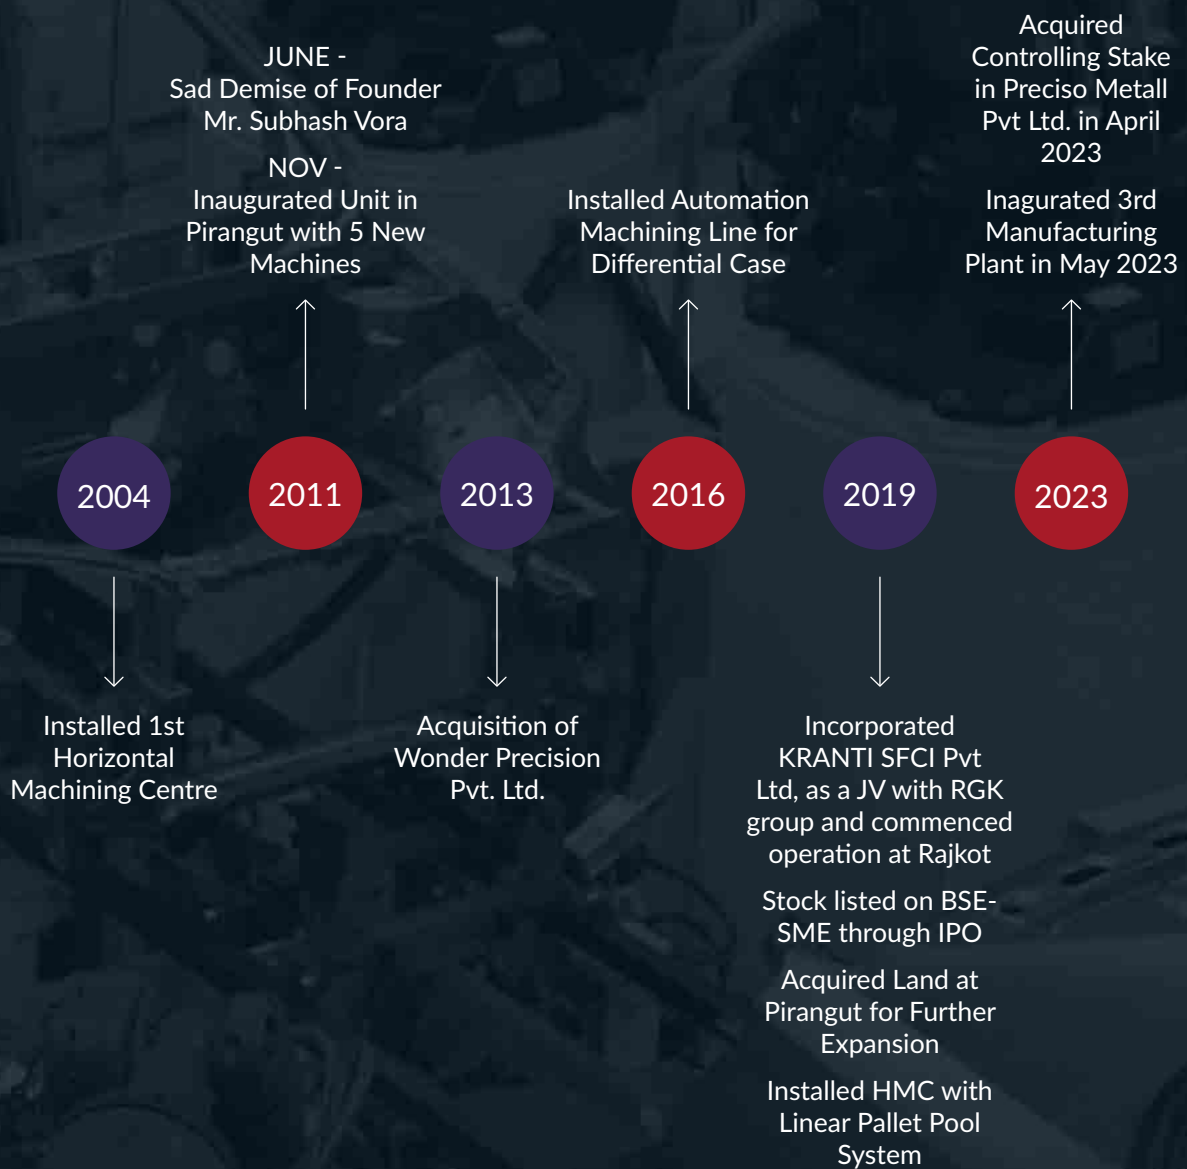 JUNE -
Sad Demise of Founder
Mr. Subhash Vora
NOV -
Inaugurated Unit in
Pirangut with 5 New
Machines
Installed Automation
Machining Line for
Differential Case
Acquired
Controlling Stake
in Preciso Metall
Pvt Ltd. in April
2023
Inagurated 3rd
Manufacturing
Plant in May 2023
2004
2011
2013
2016
2019
2023
Installed 1st
Horizontal
Machining Centre
Acquisition of
Wonder Precision
Pvt. Ltd.
Incorporated
KRANTI SFCI Pvt
Ltd, as a JV with RGK
group and commenced
operation at Rajkot
Stock listed on BSE-
SME through IPO
Acquired Land at
Pirangut for Further
Expansion
Installed HMC with
Linear Pallet Pool
System